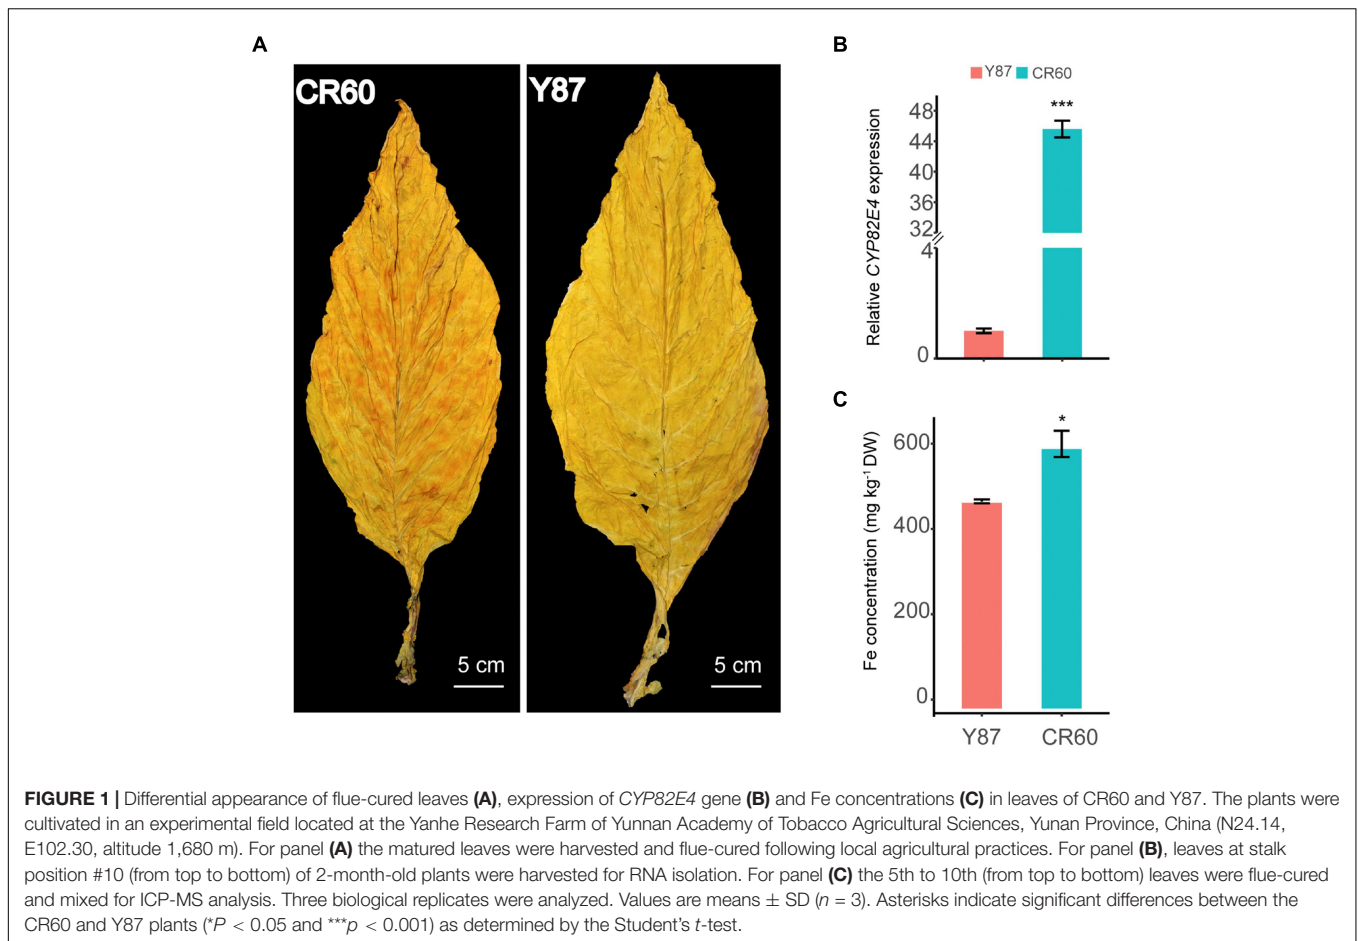 A
CR60
5 cm
Y87
5 cm
B
Y87 CR60
Relative CYP82E4 expression
48
44
40
36
32
4
0
***
C
Fe concentration (mg kg⁻¹ DW)
600
400
200
0
*
Y87 CR60
FIGURE 1 | Differential appearance of flue-cured leaves (A), expression of CYP82E4 gene (B) and Fe concentrations (C) in leaves of CR60 and Y87. The plants were
cultivated in an experimental field located at the Yanhe Research Farm of Yunnan Academy of Tobacco Agricultural Sciences, Yunan Province, China (N24.14,
E102.30, altitude 1,680 m). For panel (A) the matured leaves were harvested and flue-cured following local agricultural practices. For panel (B), leaves at stalk
position #10 (from top to bottom) of 2-month-old plants were harvested for RNA isolation. For panel (C) the 5th to 10th (from top to bottom) leaves were flue-cured
and mixed for ICP-MS analysis. Three biological replicates were analyzed. Values are means ± SD (n = 3). Asterisks indicate significant differences between the
CR60 and Y87 plants (*P < 0.05 and ***p < 0.001) as determined by the Student's t-test.